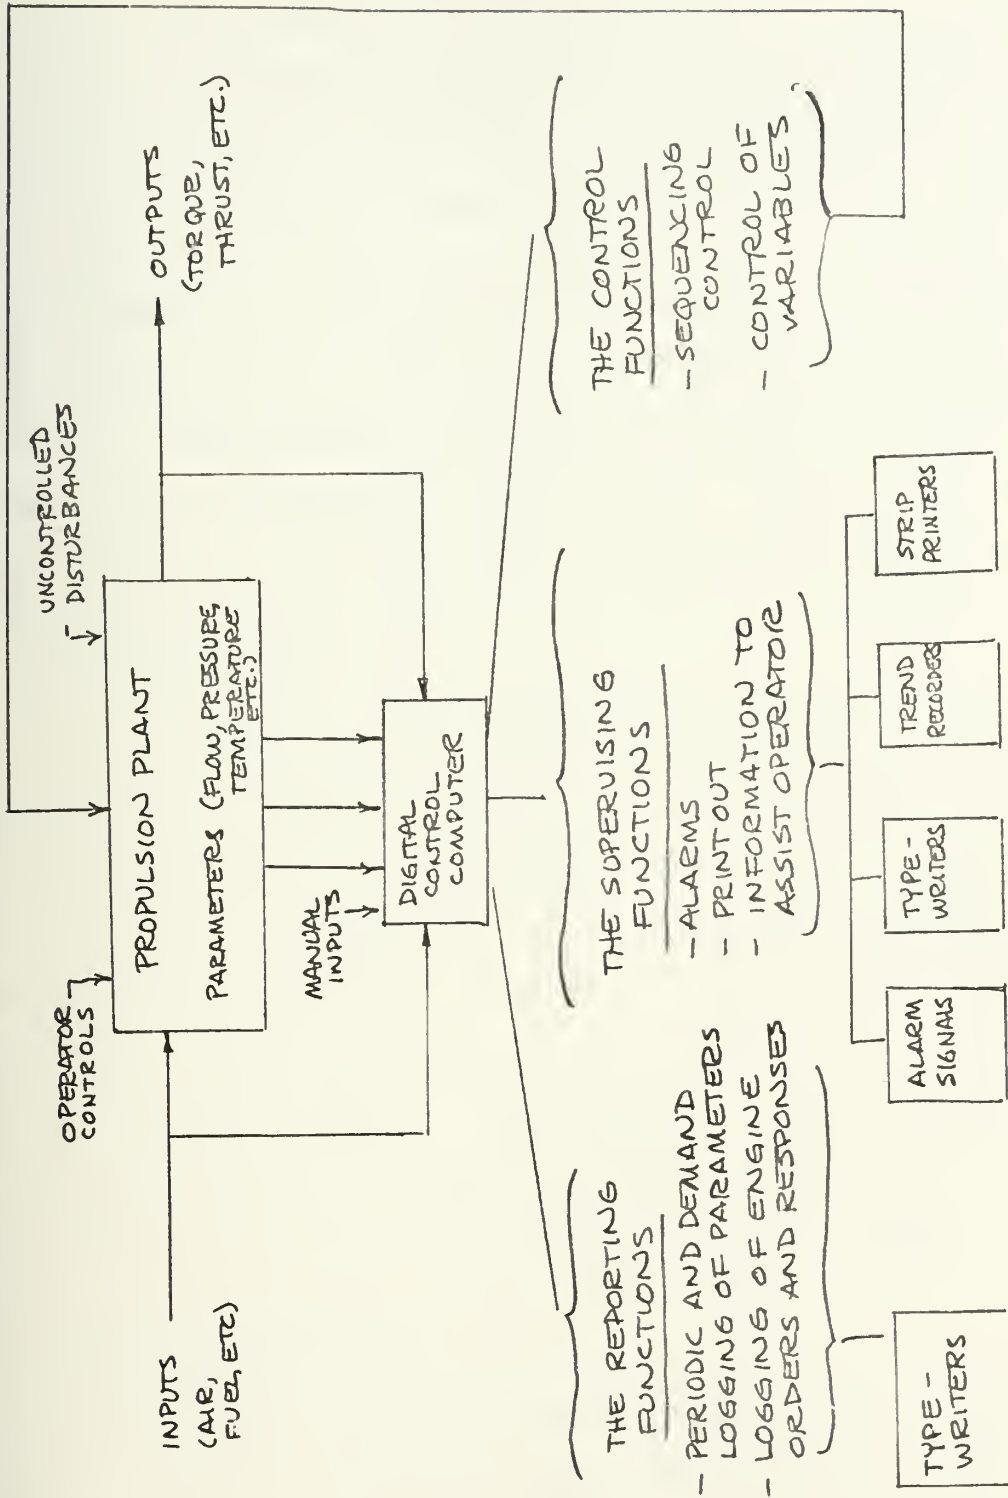 UNCONTROLLED
DISTURBANCES
OPERATOR
CONTROLS
INPUTS
(AIR,
FUEL, ETC)
PROPULSION PLANT
PARAMETERS (FLOW, PRESSURE,
TEMPERATURE
ETC.)
OUTPUTS
(TORQUE,
THRUST, ETC.)
MANUAL
INPUTS
DIGITAL
CONTROL
COMPUTER
THE REPORTING
FUNCTIONS
- PERIODIC AND DEMAND
LOGGING OF PARAMETERS
- LOGGING OF ENGINE
ORDERS AND RESPONSES
TYPE-
WRITERS
THE SUPERVISING
FUNCTIONS
- ALARMS
- PRINTOUT
- INFORMATION TO
ASSIST OPERATOR
ALARM
SIGNALS
TYPE-
WRITERS
TREND
RECORDERS
STRIP
PRINTERS
THE CONTROL
FUNCTIONS
- SEQUENCING
CONTROL
- CONTROL OF
VARIABLES